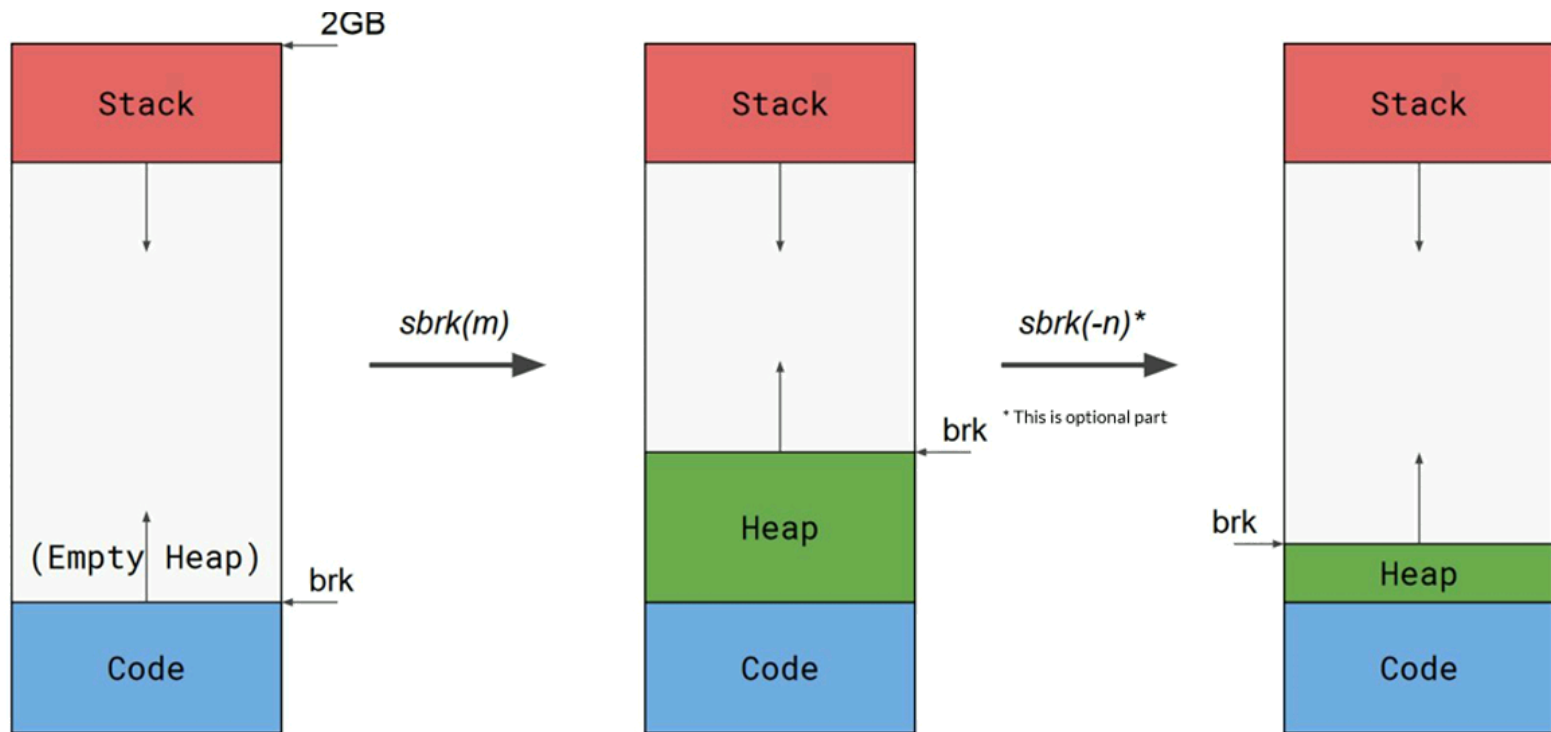 2GB
Stack
(Empty Heap)
brk
Code
sbrk(m)
Stack
brk
Heap
Code
sbrk(-n)*
* This is optional part
Stack
brk
Heap
Code